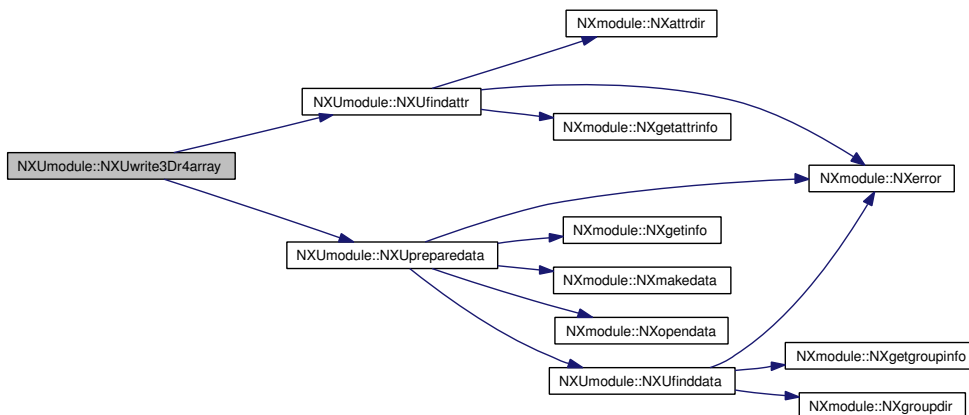 NXmodule::NXattrdir
NXUmodule::NXUfindattr
NXmodule::NXgetattrinfo
NXUmodule::NXUwrite3Dr4array
NXmodule::NXerror
NXmodule::NXgetinfo
NXUmodule::NXUpreparedata
NXmodule::NXmakedata
NXmodule::NXopendata
NXmodule::NXgetgroupinfo
NXUmodule::NXUfinddata
NXmodule::NXgroupdir